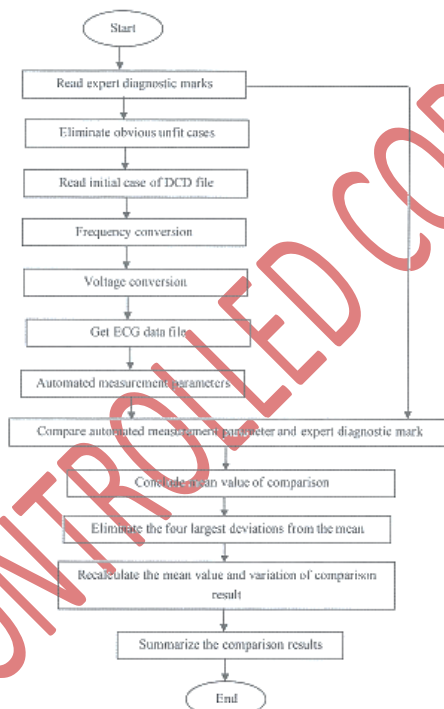 Start
Read expert diagnostic marks
Eliminate obvious unfit cases
Read initial case of DCD file
Frequency conversion
Voltage conversion
Get ECG data file
Automated measurement parameters
Compare automated measurement parameter and expert diagnostic mark
Conclude mean value of comparison
Eliminate the four largest deviations from the mean
Recalculate the mean value and variation of comparison
result
Summarize the comparison results
End
NTROLLED COP